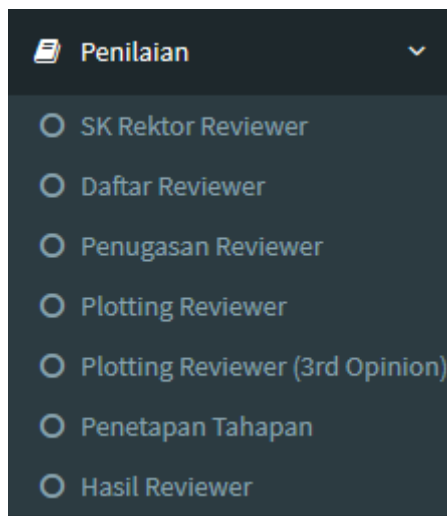 Penilaian
SK Rektor Reviewer
Daftar Reviewer
Penugasan Reviewer
Plotting Reviewer
Plotting Reviewer (3rd Opinion)
Penetapan Tahapan
Hasil Reviewer